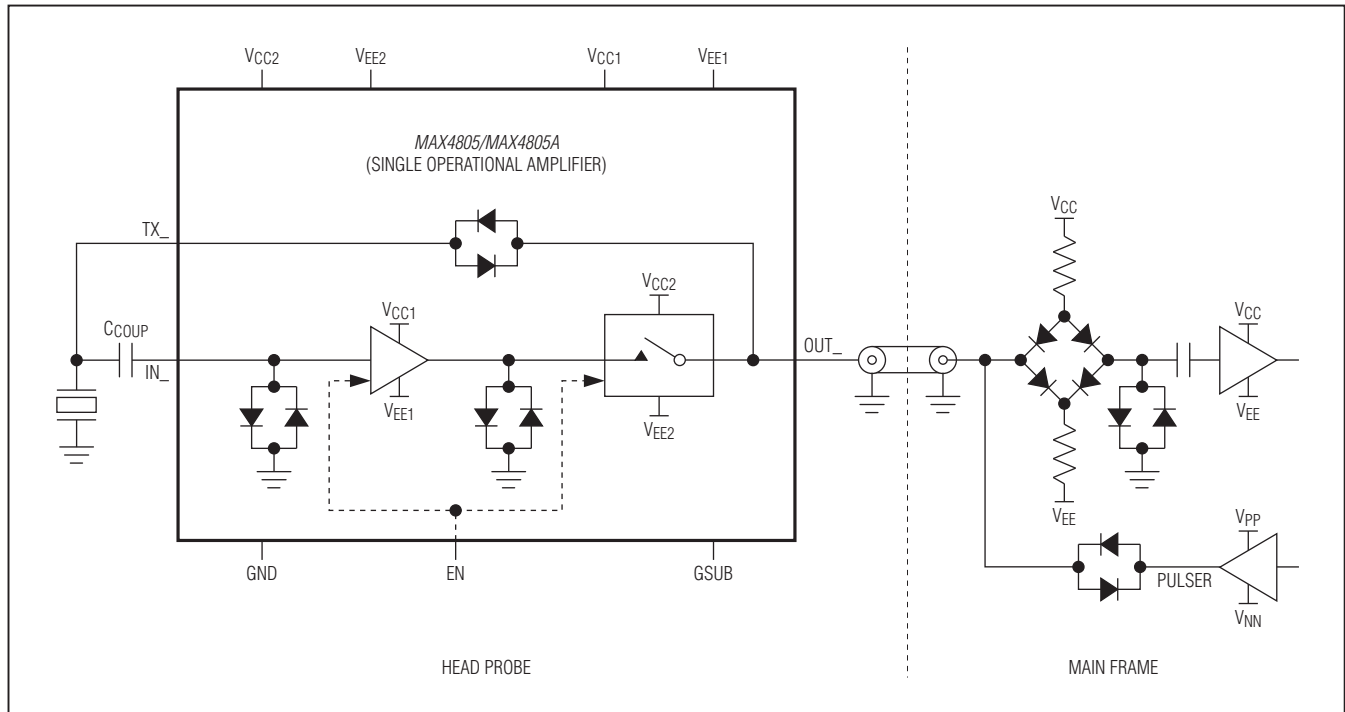 VCC2 VEE2 VCC1 VEE1
MAX4805/MAX4805A
(SINGLE OPERATIONAL AMPLIFIER)
TX_
VCC
VCC2
VCC1
CCOUP
VCC
OUT_
IN_
VEE1
VEE2
VEE
VEE
VPP
PULSER
VNN
GND EN GSUB
HEAD PROBE MAIN FRAME